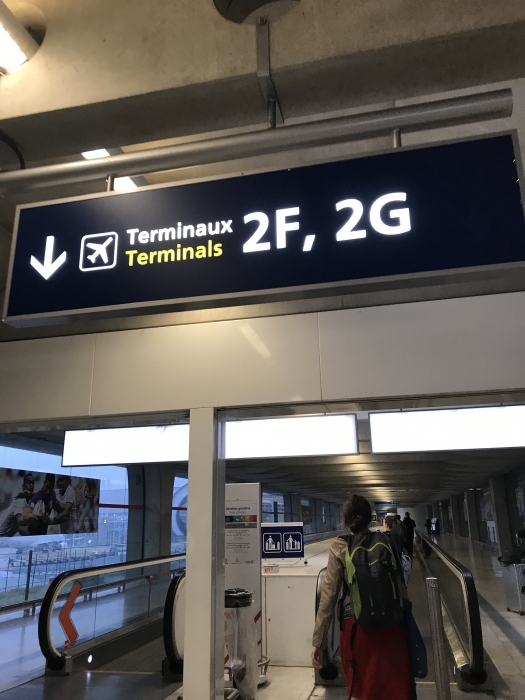 Terminaux
Terminals
2F, 2G